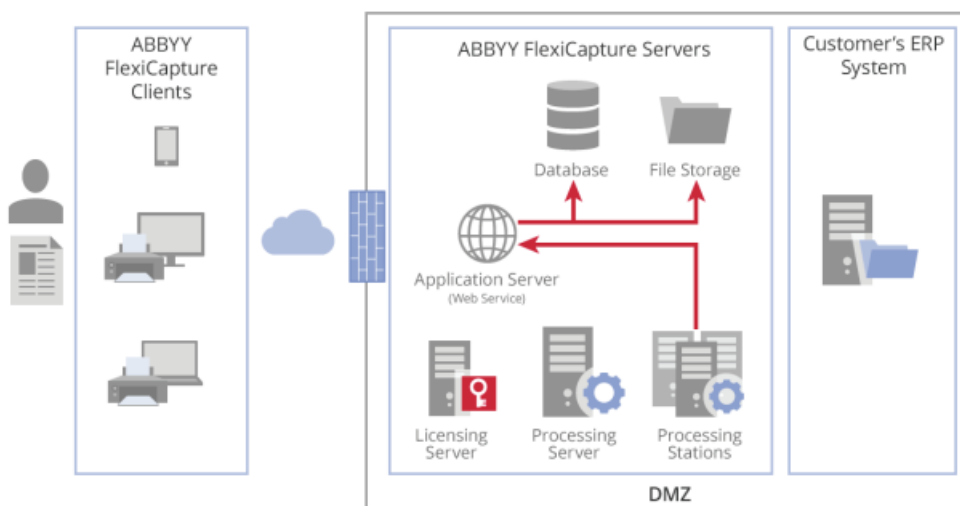 ABBYY
FlexiCapture
Clients
ABBYY FlexiCapture Servers
Customer's ERP
System
Database
File Storage
Application Server
(Web Service)
Licensing
Server
Processing
Server
Processing
Stations
DMZ